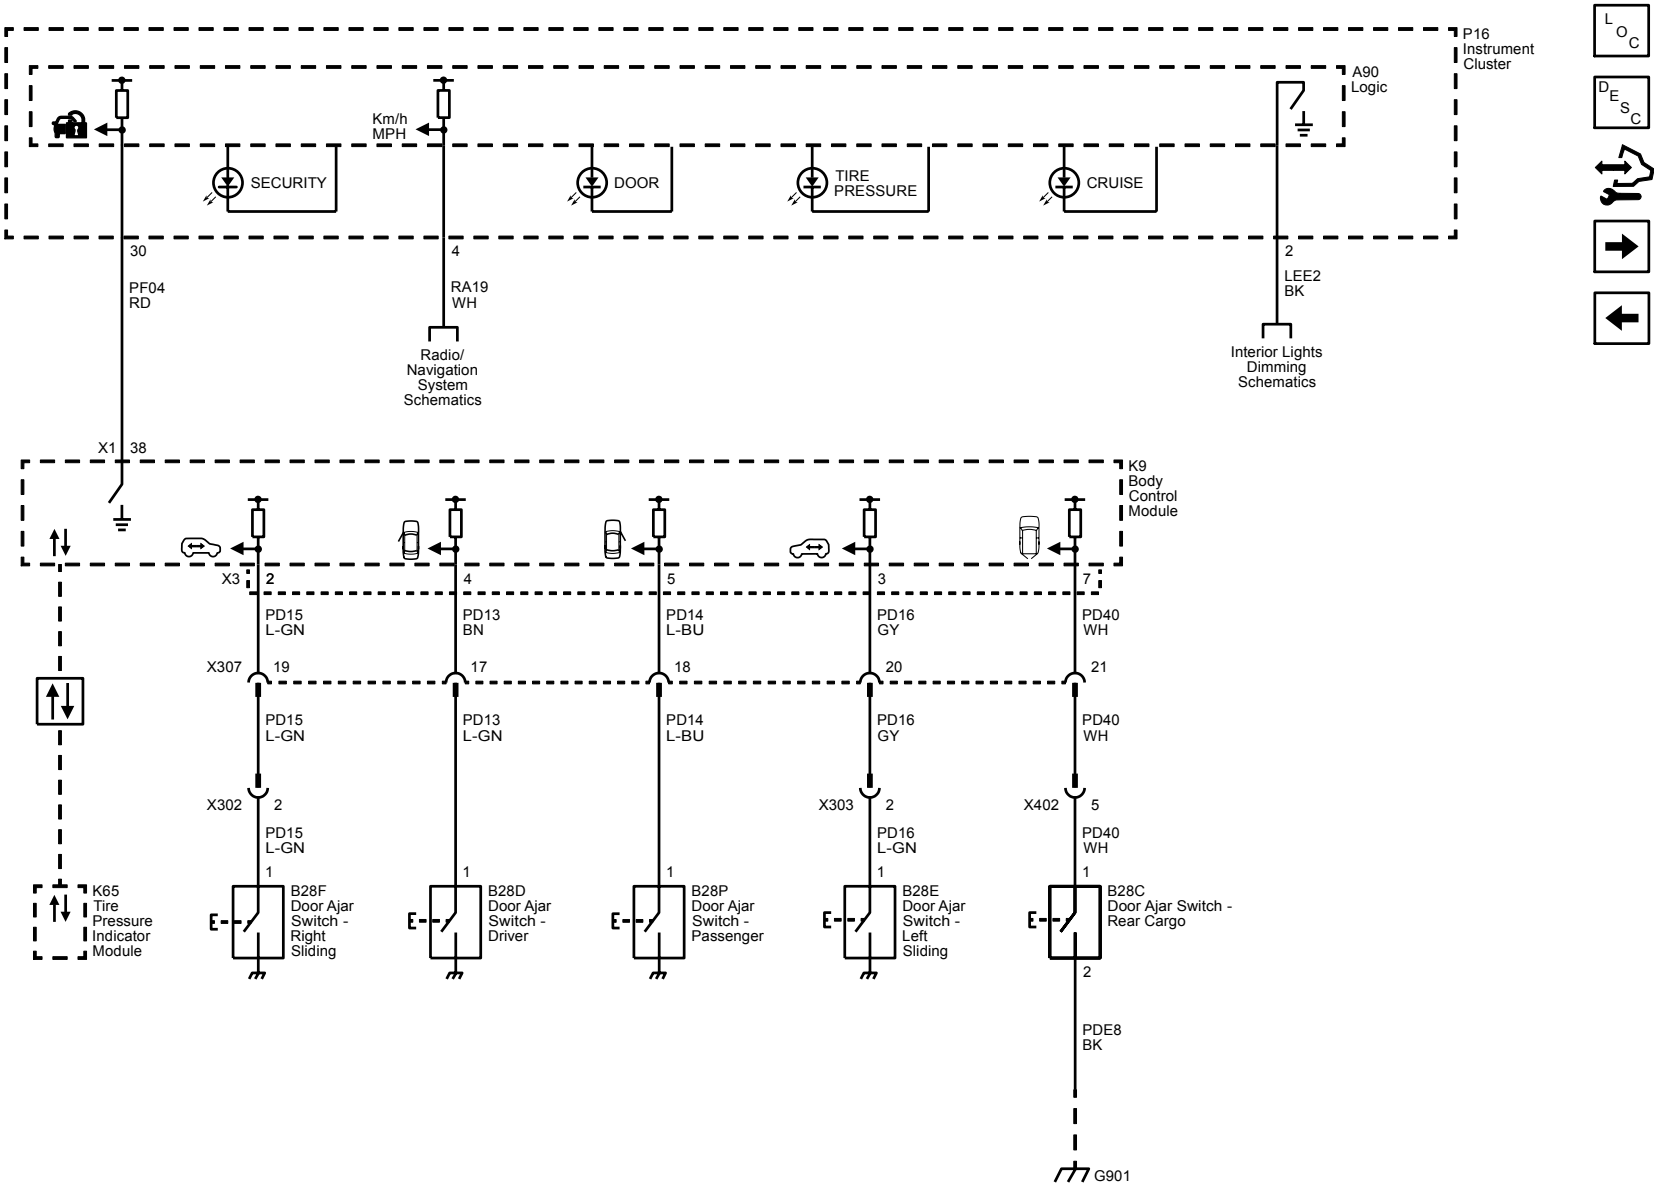 L O C
P16
Instrument
Cluster
A90
Logic
D E S C
Km/h
MPH
SECURITY
DOOR
TIRE
PRESSURE
CRUISE
30
4
2
PF04
RD
RA19
WH
LEE2
BK
Radio/
Navigation
System
Schematics
Interior Lights
Dimming
Schematics
X1 38
K9
Body
Control
Module
X3 2 4 5 3 7
PD15
L-GN
PD13
BN
PD14
L-BU
PD16
GY
PD40
WH
X307 19 17 18 20 21
PD15
L-GN
PD13
L-GN
PD14
L-BU
PD16
GY
PD40
WH
X302 2
X303 2
X402 5
PD15
L-GN
PD16
L-GN
PD40
WH
1 1 1 1 1
K65
Tire
Pressure
Indicator
Module
B28F
Door Ajar
Switch -
Right
Sliding
B28D
Door Ajar
Switch -
Driver
B28P
Door Ajar
Switch -
Passenger
B28E
Door Ajar
Switch -
Left
Sliding
B28C
Door Ajar Switch -
Rear Cargo
2
PDE8
BK
G901